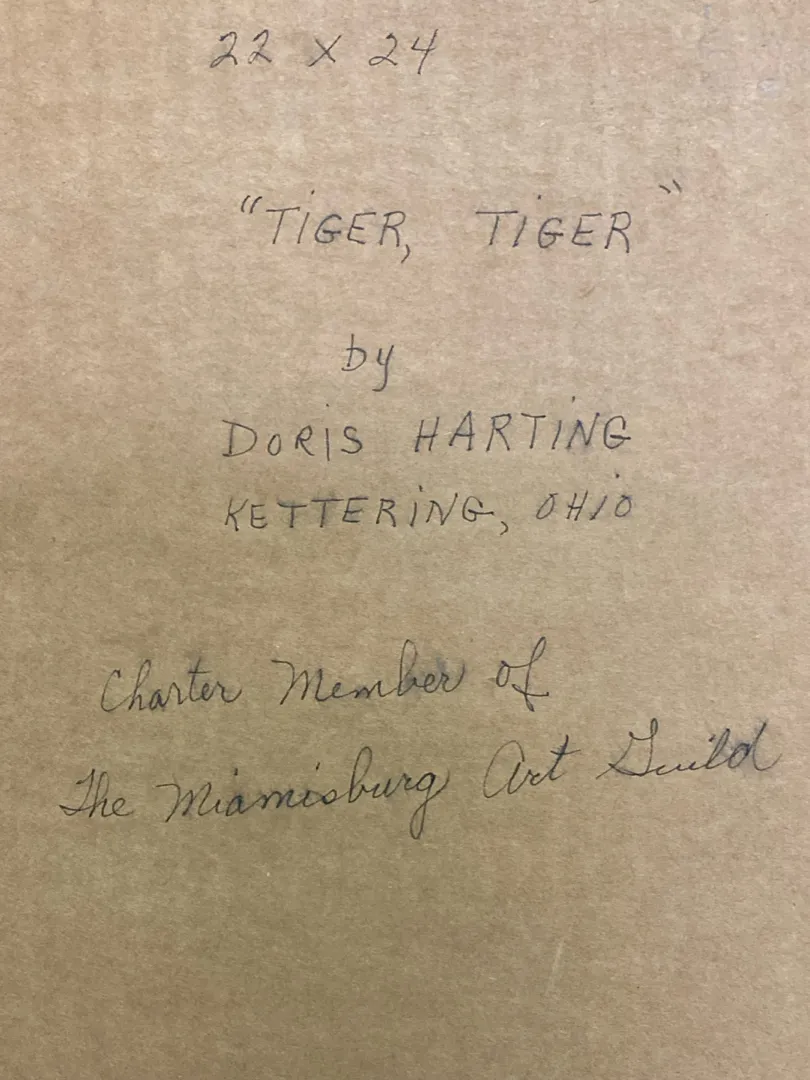 22 x 24
"TiGER, TiGER"
by
DORIS HARTiNG
KETTERiNG, OHiO
Charter Member of
The Miamisburg Art Guild